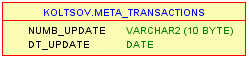 KOLTSOV.META_TRANSACTIONS
NUMB_UPDATE VARCHAR2 (10 BYTE)
DT_UPDATE DATE